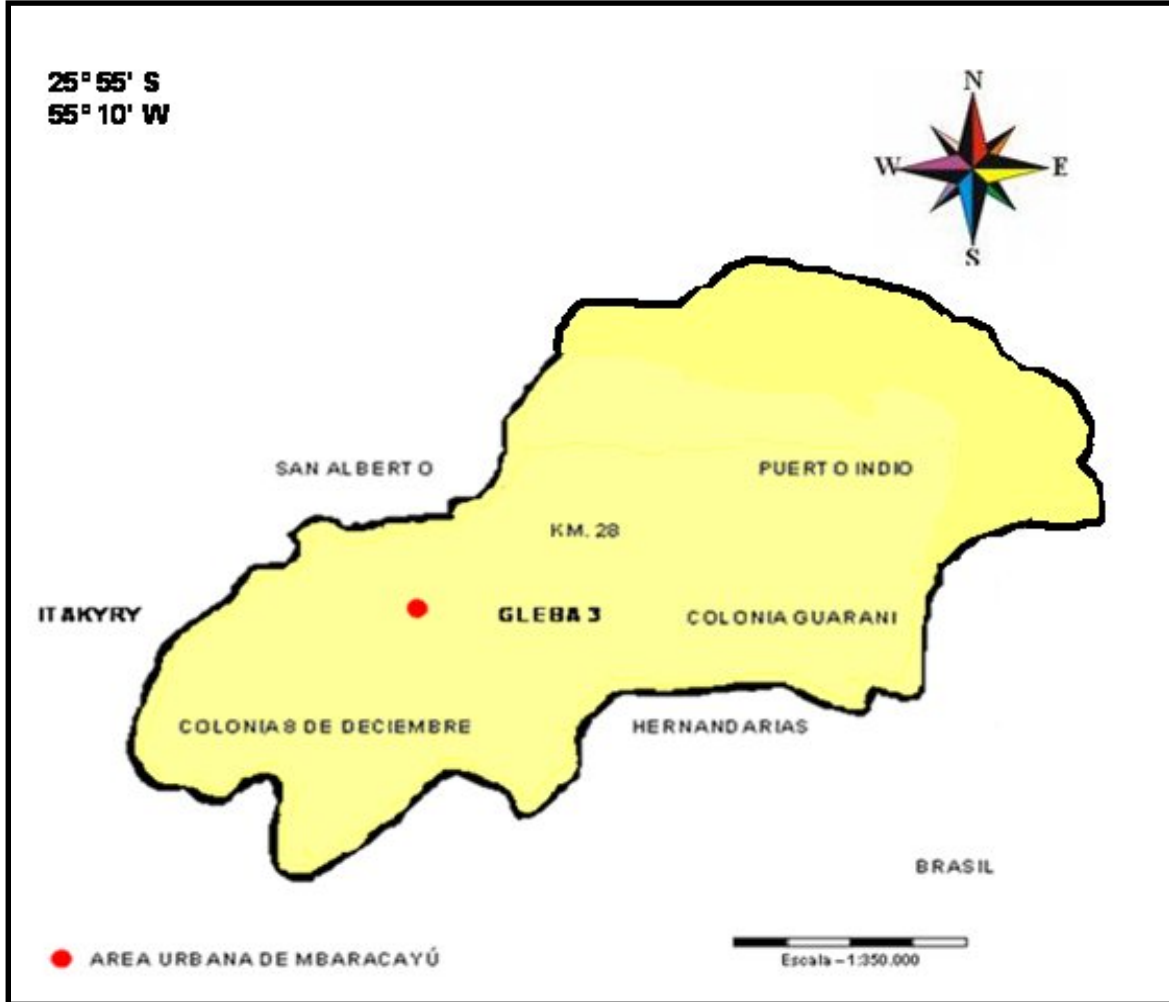 25° 55' S
55° 10' W
N
W
E
S
SAN ALBERTO
PUERTO INDIO
KM. 28
ITAKYRY
GLEBA 3
COLONIA GUARANI
COLONIA 8 DE DECIEMBRE
HERNANDARIAS
BRASIL
AREA URBANA DE MBARACAYÚ
Escala – 1:350.000